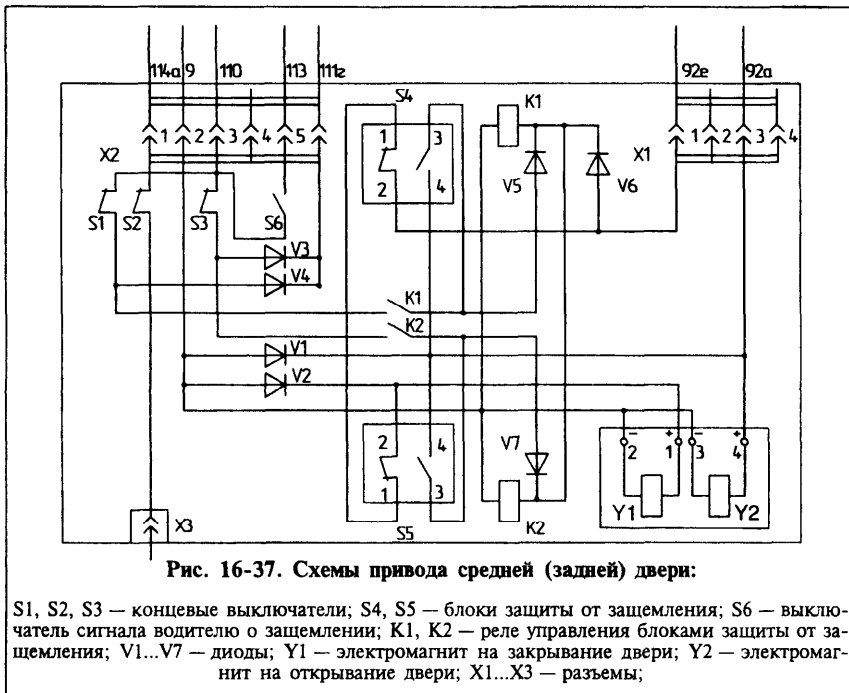 114а 9 110 113 111г 92е 92а
S4 K1
1 2 3 4 5 1 3 X1 1 2 3 4
X2 2 4 V5 V6
S1 S2 S3 S6
V3
V4
K1
K2
V1
V2
2 4 V7 − + − +
2 1 3 4
1 3 Y1 Y2
X3 S5 K2
Рис. 16-37. Схемы привода средней (задней) двери:
S1, S2, S3 — концевые выключатели; S4, S5 — блоки защиты от защемления; S6 — выклю-
чатель сигнала водителю о защемлении; K1, K2 — реле управления блоками защиты от за-
щемления; V1...V7 — диоды; Y1 — электромагнит на закрывание двери; Y2 — электромаг-
нит на открывание двери; X1...X3 — разъемы;